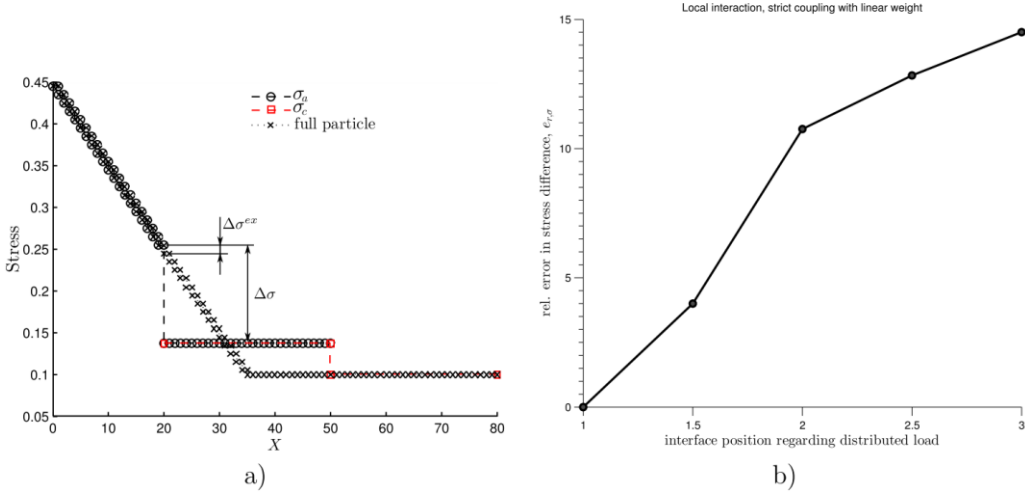 Local interaction, strict coupling with linear weight
0.45
0.4
0.35
0.3
0.25
0.2
0.15
0.1
0.05
Stress
0 10 20 30 40 50 60 70 80
X
σa
σc
full particle
Δσ^ex
Δσ
a)
15
10
5
0
rel. error in stress difference, e_r,σ
1 1.5 2 2.5 3
interface position regarding distributed load
b)